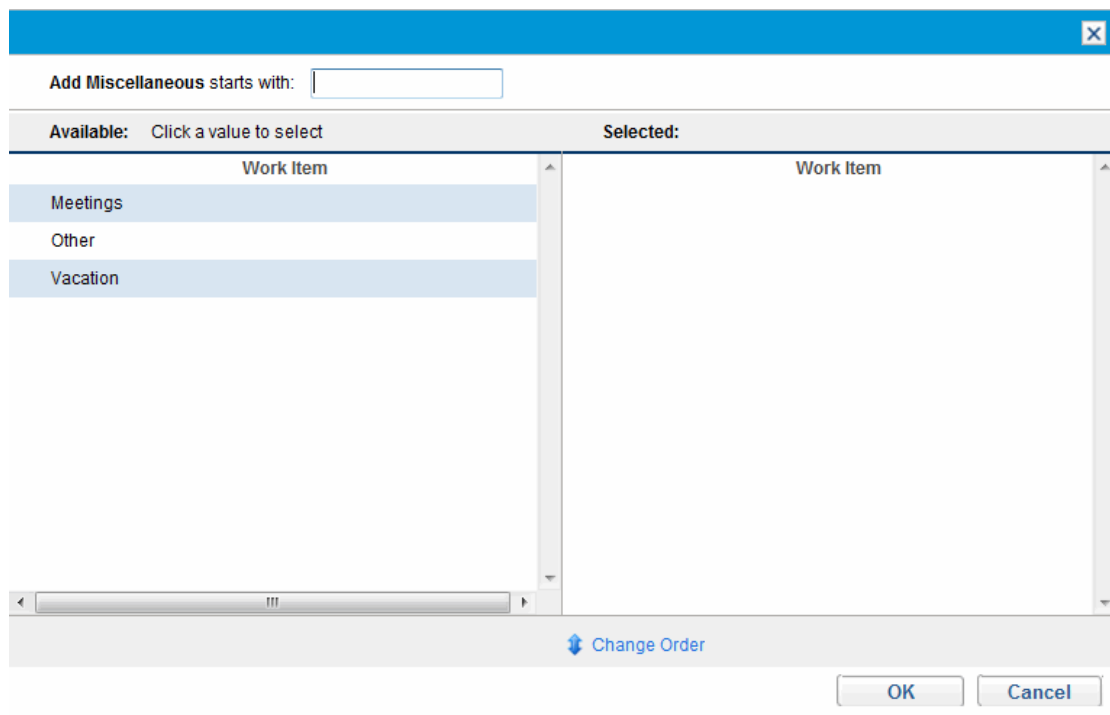 Add Miscellaneous starts with:
Available: Click a value to select Selected:
Work Item Work Item
Meetings
Other
Vacation
Change Order
OK Cancel